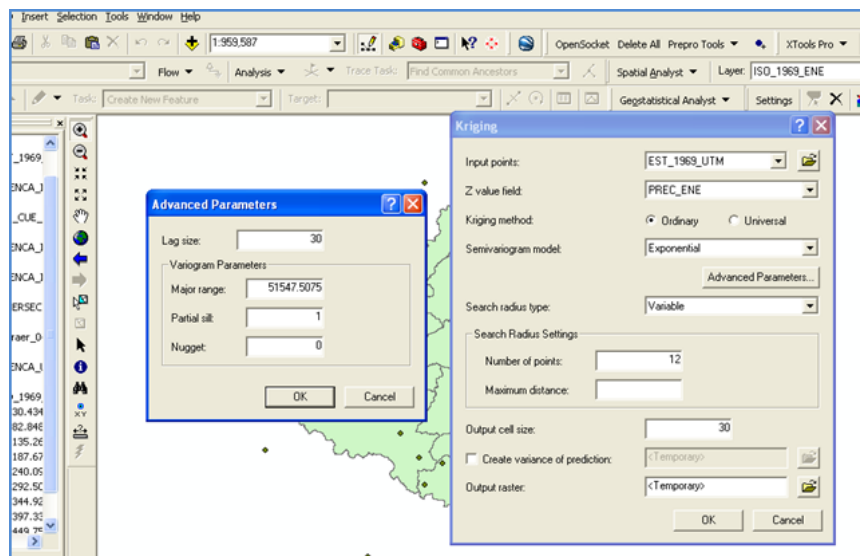 Insert Selection Tools Window Help
1:959,587 OpenSocket Delete All Prepro Tools XTools Pro
Flow Analysis Trace Task: Find Common Ancestors Spatial Analyst Layer: ISO_1969_ENE
Task: Create New Feature Target: Geostatistical Analyst Settings
_1969_
ENCA_I
_CUE_
ENCA_I
ENCA_I
ERSEC
raer_0
ENCA_U
_1969_
30.434
82.848
135.26
187.67
240.09
292.50
344.92
397.33
449.75
Advanced Parameters
Lag size: 30
Variogram Parameters
Major range: 51547.5075
Partial sill: 1
Nugget: 0
OK Cancel
Kriging
Input points: EST_1969_UTM
Z value field: PREC_ENE
Kriging method: Ordinary Universal
Semivariogram model: Exponential
Advanced Parameters...
Search radius type: Variable
Search Radius Settings
Number of points: 12
Maximum distance:
Output cell size: 30
Create variance of prediction: <Temporary>
Output raster: <Temporary>
OK Cancel